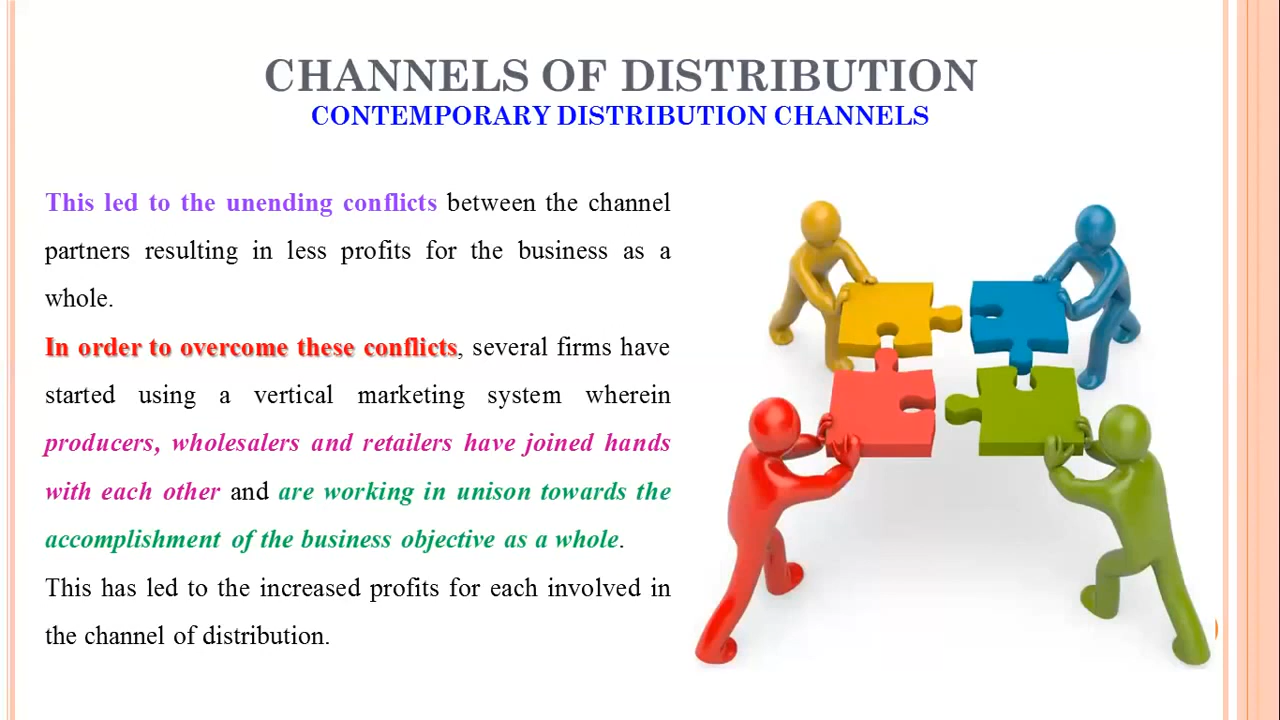 CHANNELS OF DISTRIBUTION
CONTEMPORARY DISTRIBUTION CHANNELS
This led to the unending conflicts between the channel
partners resulting in less profits for the business as a
whole.
In order to overcome these conflicts, several firms have
started using a vertical marketing system wherein
producers, wholesalers and retailers have joined hands
with each other and are working in unison towards the
accomplishment of the business objective as a whole.
This has led to the increased profits for each involved in
the channel of distribution.